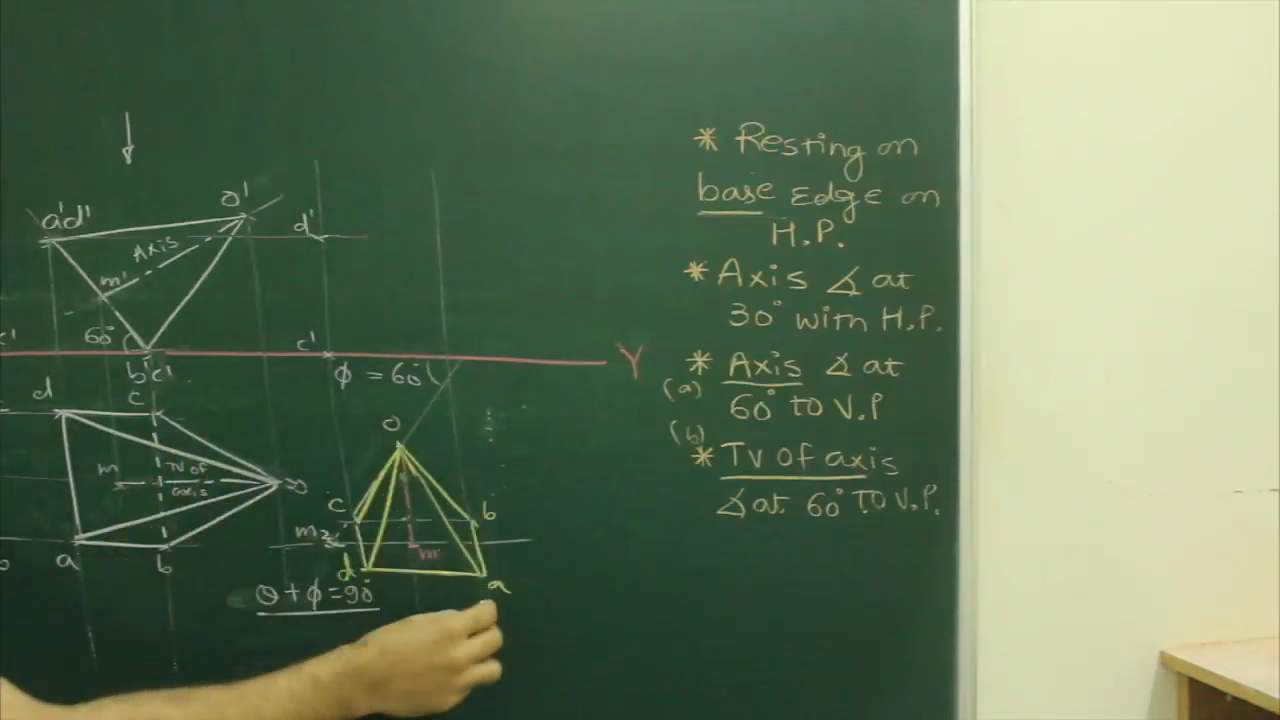 o'
a'd'
d'
Axis
m'
60°
c'
c'
Y
b'c'
ϕ = 60°
d
c
o
m
TV of
axis
o
c
b
m₂
m
a
b
b
d
a
θ + ϕ = 90°
* Resting on
base Edge on
H.P.
* Axis ∡ at
30° with H.P.
* Axis ∡ at
(a)
60° TO V.P
(b)
* TV of axis
∡ at 60° TO V.P.